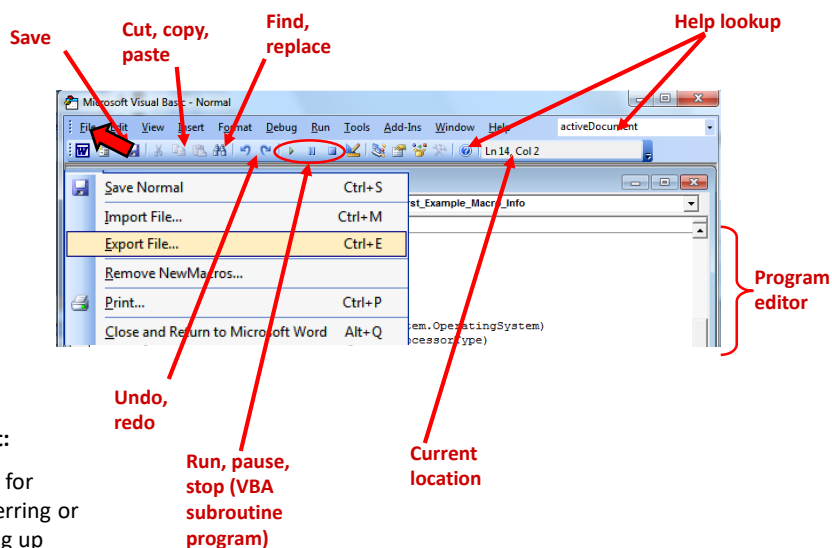 Save
Cut, copy,
paste
Find,
replace
Help lookup
Microsoft Visual Basic - Normal
File Edit View Insert Format Debug Run Tools Add-Ins Window Help activeDocument
Ln 14, Col 2
Save Normal Ctrl+S
rst_Example_Macro_Info
Import File... Ctrl+M
Export File... Ctrl+E
Remove NewMacros...
Print... Ctrl+P
Close and Return to Microsoft Word Alt+Q
tem.OperatingSystem)
ocessorType)
Program
editor
Undo,
redo
Run, pause,
stop (VBA
subroutine
program)
Current
location
t:
for
erring or
g up